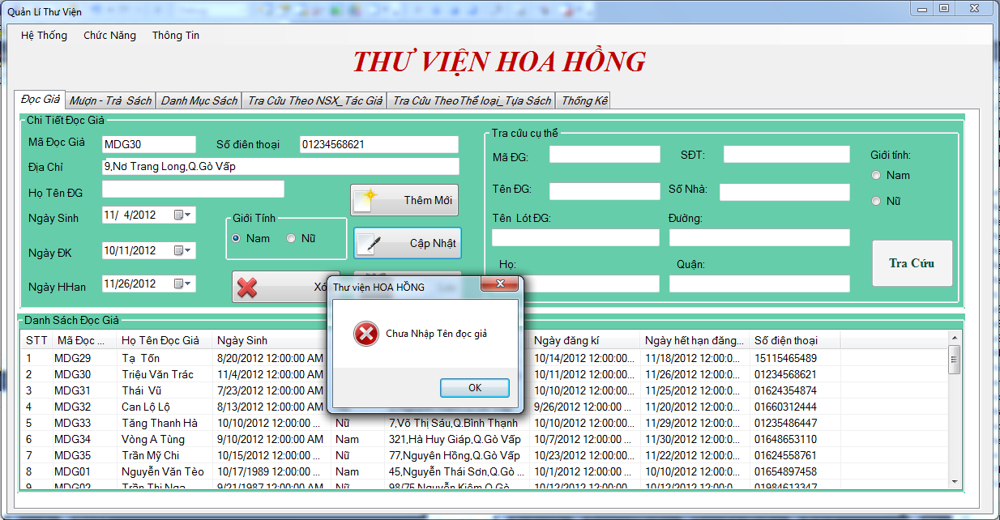 Quản Lí Thư Viện
Hệ Thống Chức Năng Thông Tin
THƯ VIỆN HOA HỒNG
Đọc Giả Mượn - Trả Sách Danh Mục Sách Tra Cứu Theo NSX_Tác Giả Tra Cứu Theo Thể loại_Tựa Sách Thống Kê
Chi Tiết Đọc Giả
Mã Đọc Giả MDG30 Số điện thoại 01234568621
Địa Chỉ 9,Nơ Trang Long,Q.Gò Vấp
Họ Tên ĐG
Thêm Mới
Ngày Sinh 11/ 4/2012
Giới Tính
Nam Nữ
Cập Nhật
Ngày ĐK 10/11/2012
Ngày HHan 11/26/2012
Tra cứu cụ thể
Mã ĐG: SĐT: Giới tính:
Nam
Tên ĐG: Số Nhà:
Nữ
Tên Lót ĐG: Đường:
Họ: Quận:
Tra Cứu
Thư viện HOA HỒNG
Chưa Nhập Tên đọc giả
OK
Danh Sách Đọc Giả
STT Mã Đọc ... Họ Tên Đọc Giả Ngày Sinh Ngày đăng kí Ngày hết hạn đăng... Số điện thoại
1 MDG29 Tạ Tốn 8/20/2012 12:00:00 AM 10/14/2012 12:00:00... 11/18/2012 12:00:0... 15115465489
2 MDG30 Triệu Văn Trác 11/4/2012 12:00:00 AM 10/11/2012 12:00:00... 11/26/2012 12:00:0... 01234568621
3 MDG31 Thái Vũ 7/23/2012 12:00:00 AM 10/10/2012 12:00:00... 11/25/2012 12:00:0... 01624354874
4 MDG32 Can Lộ Lộ 8/13/2012 12:00:00 AM 9/26/2012 12:00:00 ... 11/20/2012 12:00:0... 01660312444
5 MDG33 Tăng Thanh Hà 10/10/2012 12:00:00 ... Nữ 7,Võ Thị Sáu,Q.Bình Thạnh 10/10/2012 12:00:00... 11/29/2012 12:00:0... 01235486447
6 MDG34 Vòng A Tùng 9/10/2012 12:00:00 AM Nam 321,Hà Huy Giáp,Q.Gò Vấp 10/7/2012 12:00:00 ... 11/30/2012 12:00:0... 01648653110
7 MDG35 Trần Mỹ Chi 10/15/2012 12:00:00 ... Nữ 77,Nguyên Hồng,Q.Gò Vấp 10/23/2012 12:00:00... 11/22/2012 12:00:0... 01624558761
8 MDG01 Nguyễn Văn Tèo 10/17/1989 12:00:00 ... Nam 45,Nguyễn Thái Sơn,Q.Gò ... 10/1/2012 12:00:00 ... 10/10/2012 12:00:0... 01654897458
9 MDG02 Trần Thị Nga 9/21/1987 12:00:00 AM Nữ 98/75,Nguyễn Kiệm,Q.Gò 10/12/2012 12:00:00... 10/12/2012 12:00:0... 01984613347